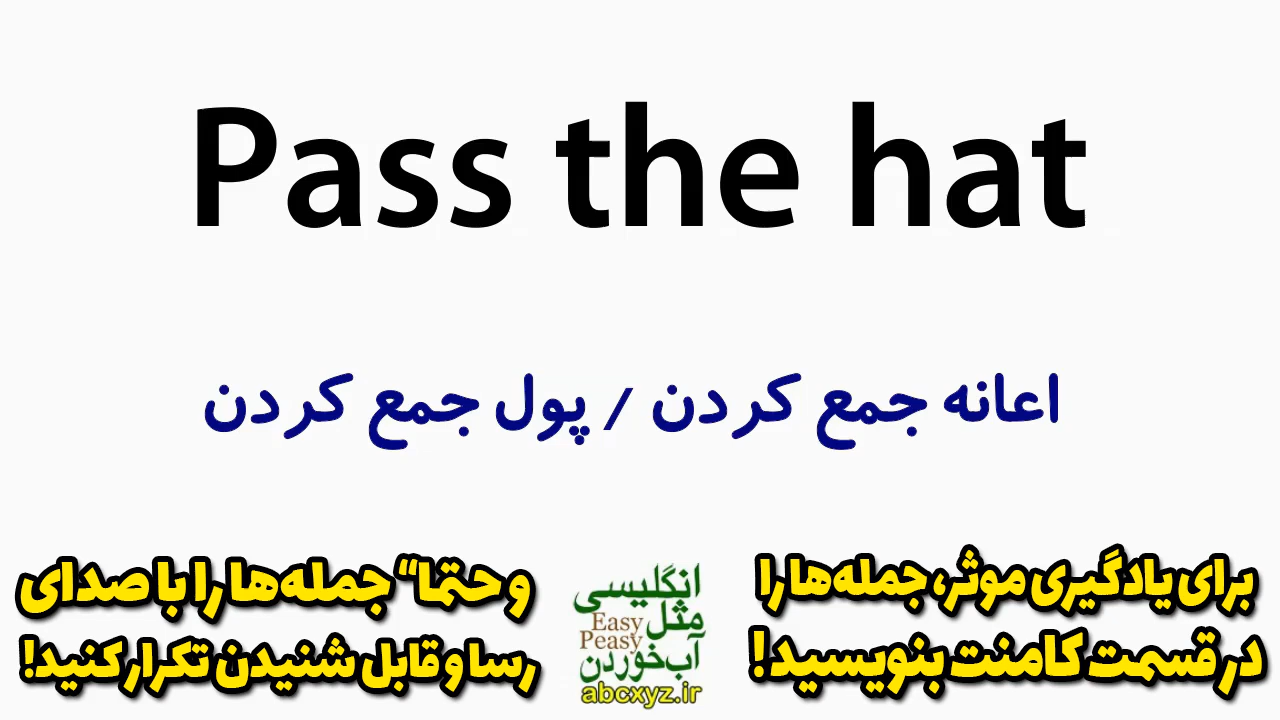 Pass the hat
اعانه جمع کردن / پول جمع کردن
برای یادگیری موثر، جمله‌ها را
در قسمت کامنت بنویسید!
انگلیسی
مثل
Easy
Peasy
آب خوردن
abcxyz.ir
و حتما“ جمله‌ها را با صدای
رسا و قابل شنیدن تکرار کنید!